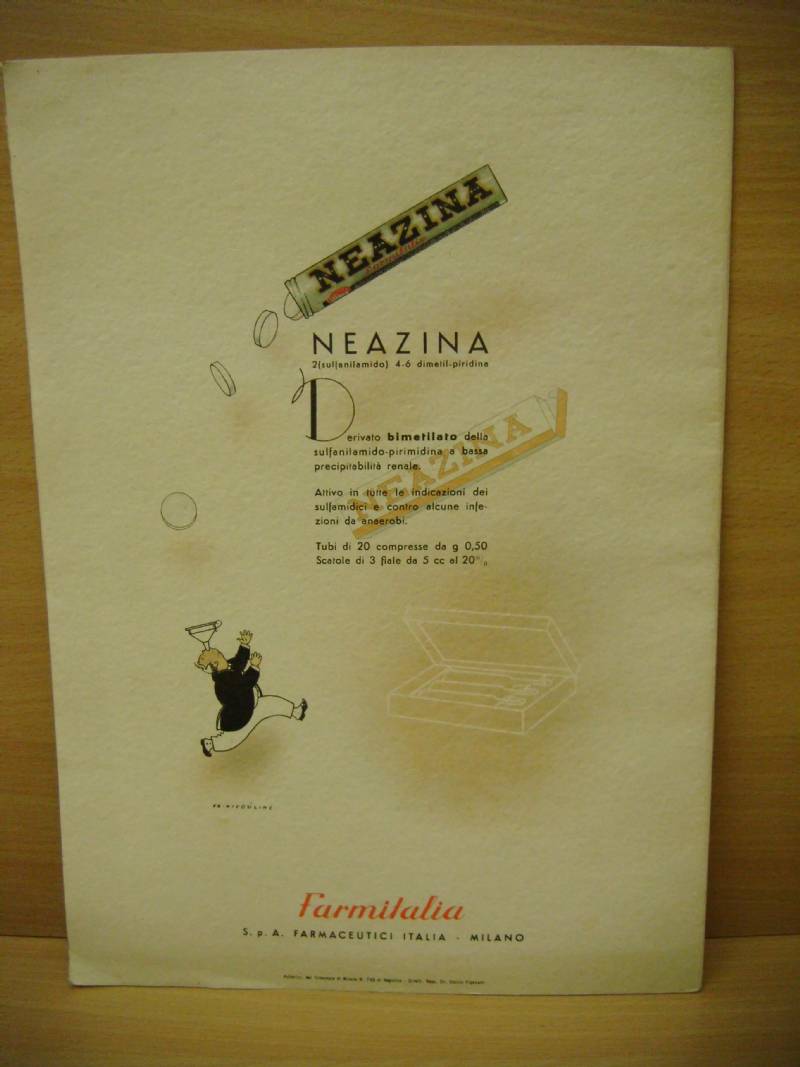 NEAZINA
Farmitalia
NEAZINA
2(sulfanilamido) 4-6 dimetil-piridina
Derivato bimetilato della
sulfanilamido-pirimidina a bassa
precipitabilità renale.
NEAZINA
Attivo in tutte le indicazioni dei
sulfamidici e contro alcune infe-
zioni da anaerobi.
Tubi di 20 compresse da g 0,50
Scatole di 3 fiale da 5 cc al 20%
Farmitalia
S. p. A. FARMACEUTICI ITALIA - MILANO